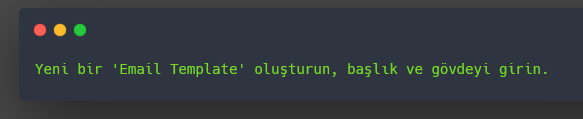 Yeni bir 'Email Template' oluşturun, başlık ve gövdeyi girin.